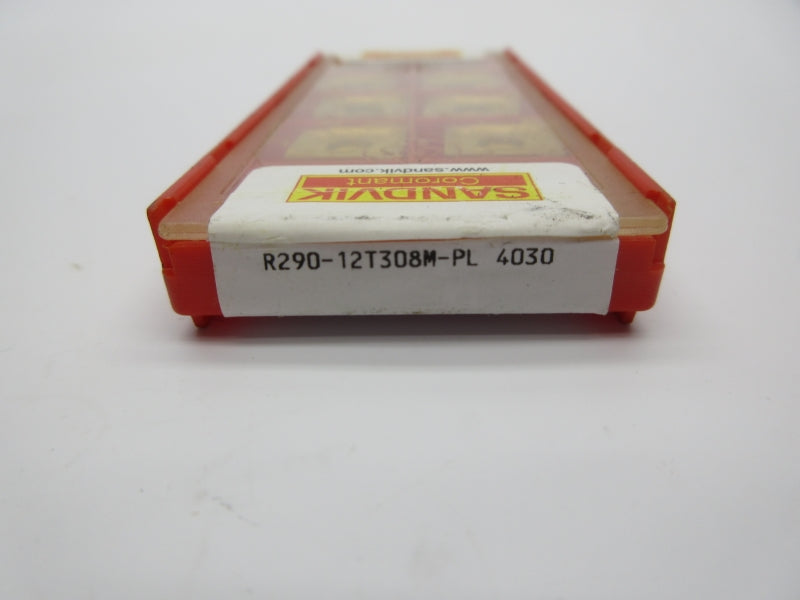 SANDVIK
Coromant
www.sandvik.com
R290-12T308M-PL 4030